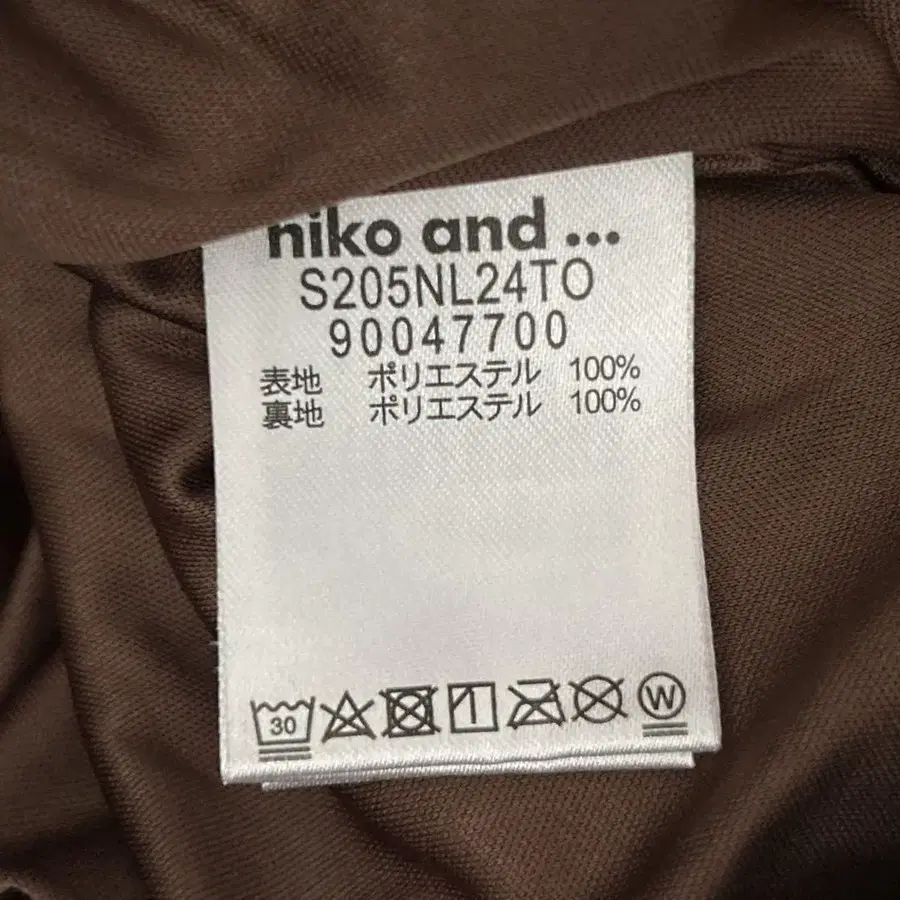 niko and ...
S205NL24TO
90047700
表地 ポリエステル 100%
裏地 ポリエステル 100%
30 W